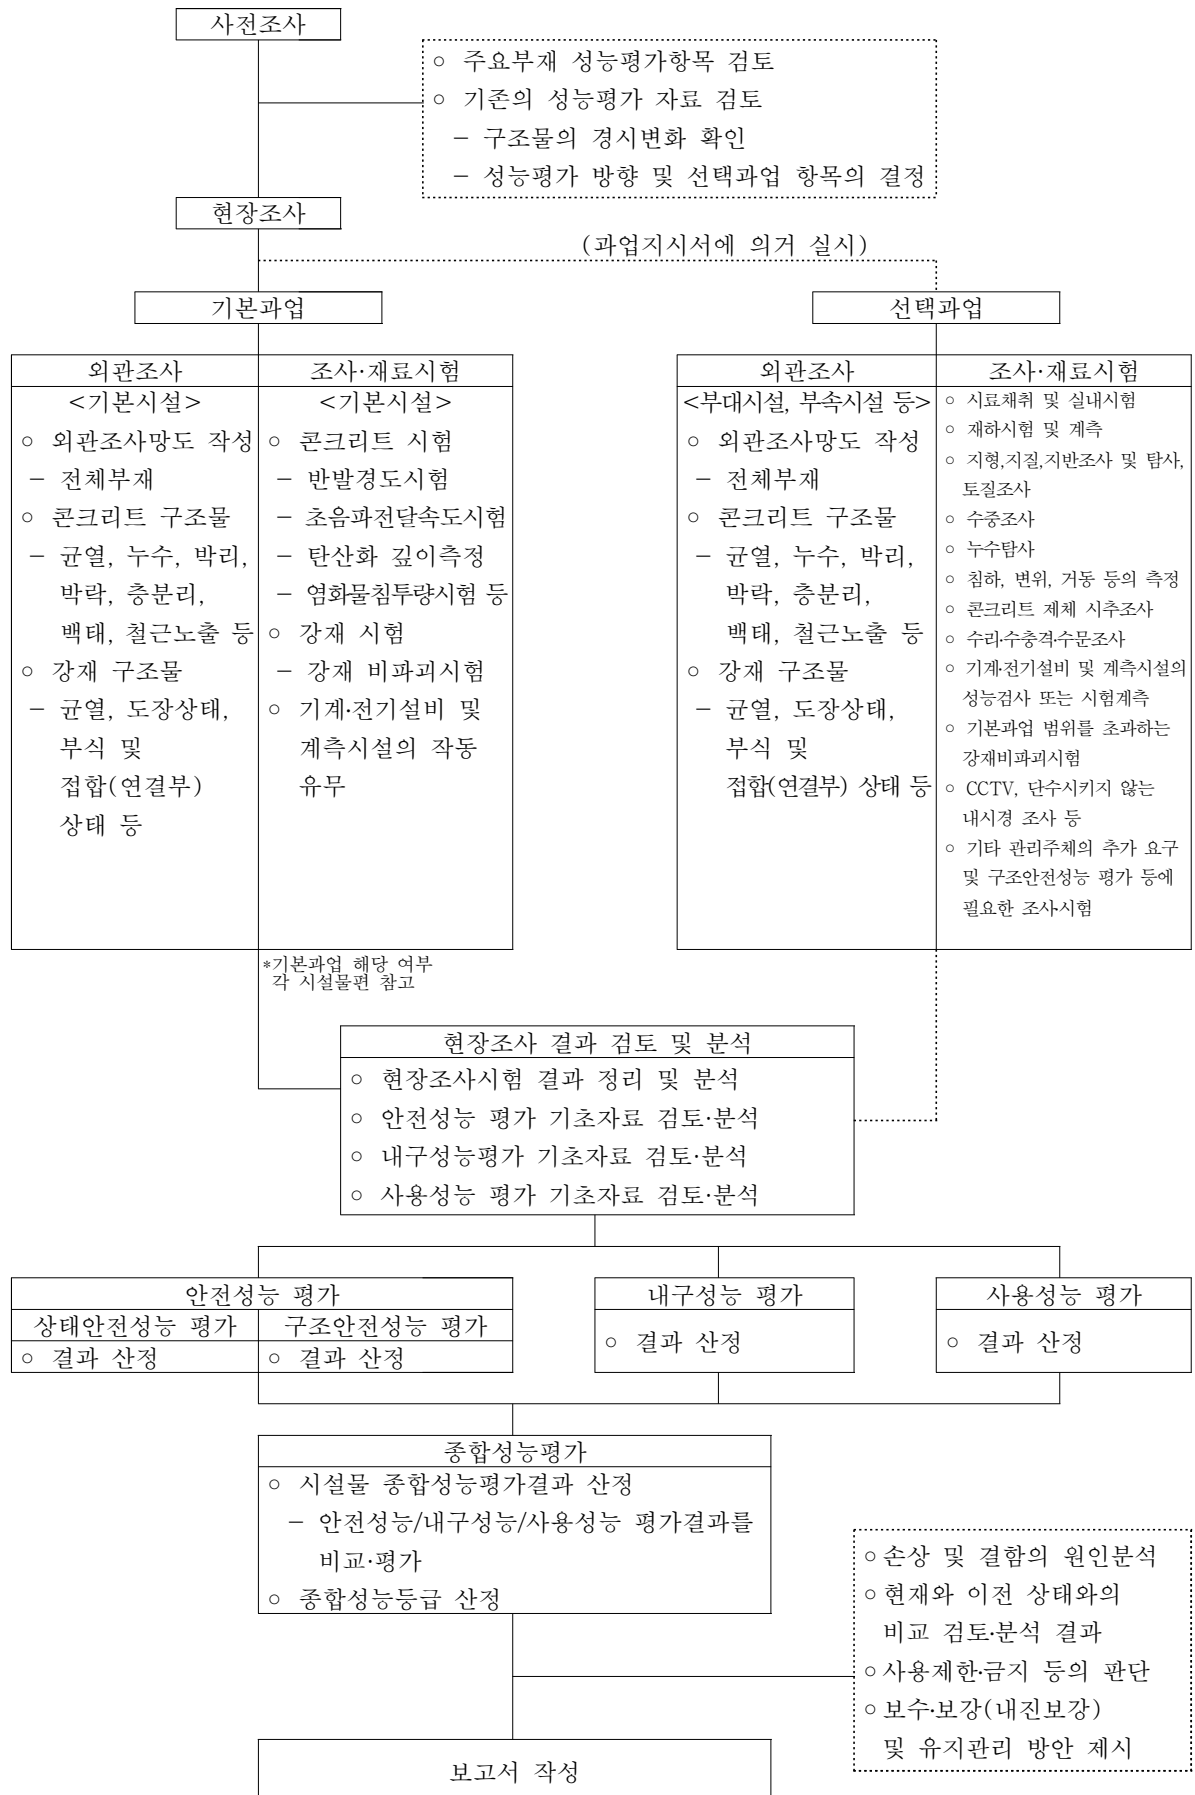 사전조사
○ 주요부재 성능평가항목 검토
○ 기존의 성능평가 자료 검토
- 구조물의 경시변화 확인
- 성능평가 방향 및 선택과업 항목의 결정
현장조사
(과업지시서에 의거 실시)
기본과업
선택과업
외관조사
<기본시설>
○ 외관조사망도 작성
- 전체부재
○ 콘크리트 구조물
- 균열, 누수, 박리,
박락, 층분리,
백태, 철근노출 등
○ 강재 구조물
- 균열, 도장상태,
부식 및
접합(연결부)
상태 등
조사·재료시험
<기본시설>
○ 콘크리트 시험
- 반발경도시험
- 초음파전달속도시험
- 탄산화 깊이측정
- 염화물침투량시험 등
○ 강재 시험
- 강재 비파괴시험
○ 기계·전기설비 및
계측시설의 작동
유무
외관조사
<부대시설, 부속시설 등>
○ 외관조사망도 작성
- 전체부재
○ 콘크리트 구조물
- 균열, 누수, 박리,
박락, 층분리,
백태, 철근노출 등
○ 강재 구조물
- 균열, 도장상태,
부식 및
접합(연결부) 상태 등
조사·재료시험
○ 시료채취 및 실내시험
○ 재하시험 및 계측
○ 지형,지질,지반조사 및 탐사,
토질조사
○ 수중조사
○ 누수탐사
○ 침하, 변위, 거동 등의 측정
○ 콘크리트 제체 시추조사
○ 수리·수충격·수문조사
○ 기계·전기설비 및 계측시설의
성능검사 또는 시험계측
○ 기본과업 범위를 초과하는
강재비파괴시험
○ CCTV, 단수시키지 않는
내시경 조사 등
○ 기타 관리주체의 추가 요구
및 구조안전성능 평가 등에
필요한 조사·시험
*기본과업 해당 여부
각 시설물편 참고
현장조사 결과 검토 및 분석
○ 현장조사시험 결과 정리 및 분석
○ 안전성능 평가 기초자료 검토·분석
○ 내구성능평가 기초자료 검토·분석
○ 사용성능 평가 기초자료 검토·분석
안전성능 평가
상태안전성능 평가
구조안전성능 평가
○ 결과 산정
○ 결과 산정
내구성능 평가
○ 결과 산정
사용성능 평가
○ 결과 산정
종합성능평가
○ 시설물 종합성능평가결과 산정
- 안전성능/내구성능/사용성능 평가결과를
비교·평가
○ 종합성능등급 산정
○ 손상 및 결함의 원인분석
○ 현재와 이전 상태와의
비교 검토·분석 결과
○ 사용제한·금지 등의 판단
○ 보수·보강(내진보강)
및 유지관리 방안 제시
보고서 작성